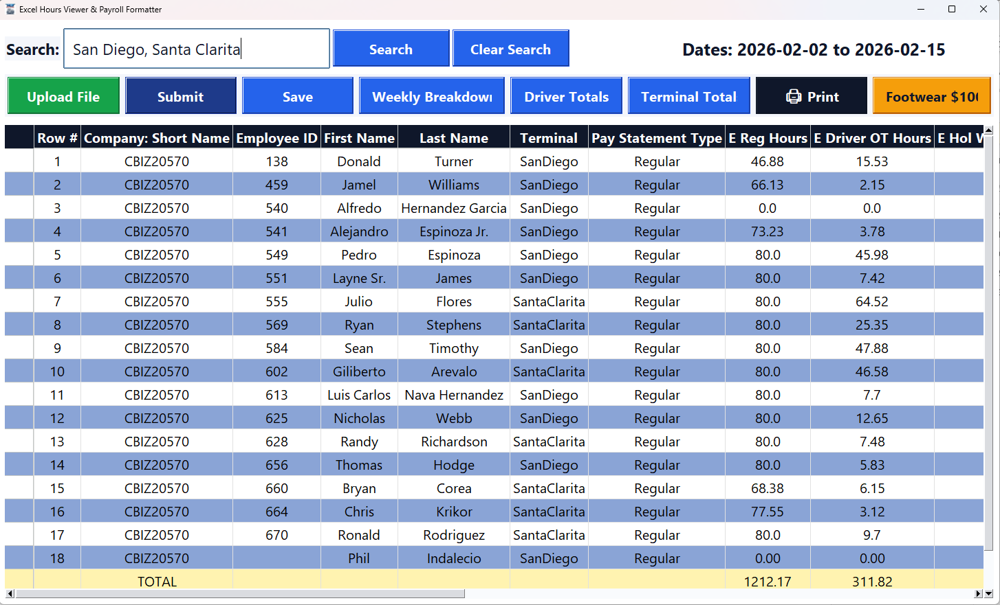 Excel Hours Viewer & Payroll Formatter
Search: San Diego, Santa Clarita Search Clear Search Dates: 2026-02-02 to 2026-02-15
Upload File Submit Save Weekly Breakdown Driver Totals Terminal Total Print Footwear $100
Row # Company: Short Name Employee ID First Name Last Name Terminal Pay Statement Type E Reg Hours E Driver OT Hours E Hol W
1 CBIZ20570 138 Donald Turner SanDiego Regular 46.88 15.53
2 CBIZ20570 459 Jamel Williams SanDiego Regular 66.13 2.15
3 CBIZ20570 540 Alfredo Hernandez Garcia SanDiego Regular 0.0 0.0
4 CBIZ20570 541 Alejandro Espinoza Jr. SanDiego Regular 73.23 3.78
5 CBIZ20570 549 Pedro Espinoza SanDiego Regular 80.0 45.98
6 CBIZ20570 551 Layne Sr. James SanDiego Regular 80.0 7.42
7 CBIZ20570 555 Julio Flores SantaClarita Regular 80.0 64.52
8 CBIZ20570 569 Ryan Stephens SantaClarita Regular 80.0 25.35
9 CBIZ20570 584 Sean Timothy SanDiego Regular 80.0 47.88
10 CBIZ20570 602 Giliberto Arevalo SantaClarita Regular 80.0 46.58
11 CBIZ20570 613 Luis Carlos Nava Hernandez SanDiego Regular 80.0 7.7
12 CBIZ20570 625 Nicholas Webb SanDiego Regular 80.0 12.65
13 CBIZ20570 628 Randy Richardson SantaClarita Regular 80.0 7.48
14 CBIZ20570 656 Thomas Hodge SanDiego Regular 80.0 5.83
15 CBIZ20570 660 Bryan Corea SantaClarita Regular 68.38 6.15
16 CBIZ20570 664 Chris Krikor SantaClarita Regular 77.55 3.12
17 CBIZ20570 670 Ronald Rodriguez SantaClarita Regular 80.0 9.7
18 CBIZ20570 Phil Indalecio SanDiego Regular 0.00 0.00
TOTAL 1212.17 311.82